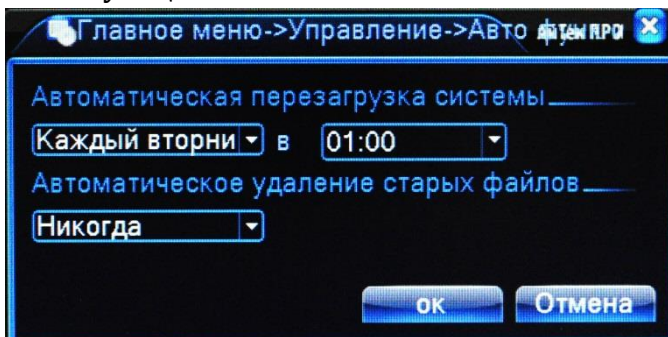 Главное меню->Управление->Авто
Автоматическая перезагрузка системы
Каждый вторни в 01:00
Автоматическое удаление старых файлов
Никогда
ок Отмена